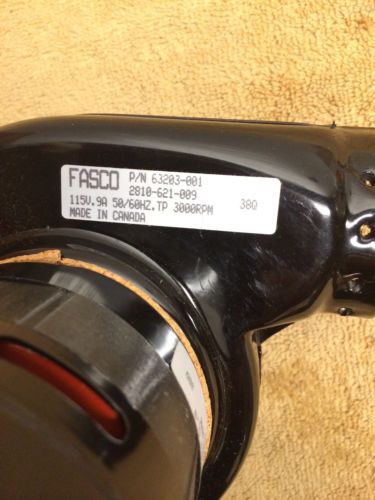 FASCO P/N 63203-001
2810-621-009
115V.9A 50/60HZ.TP 3000RPM 38Q
MADE IN CANADA